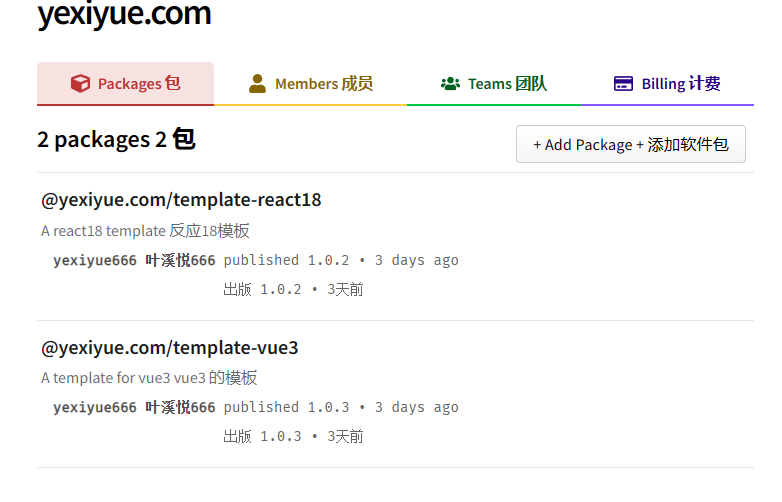 yexiyue.com
Packages 包
Members 成员
Teams 团队
Billing 计费
2 packages 2 包
+ Add Package + 添加软件包
@yexiyue.com/template-react18
A react18 template 反应18模板
yexiyue666 叶溪悦666 published 1.0.2 • 3 days ago
出版 1.0.2 • 3天前
@yexiyue.com/template-vue3
A template for vue3 vue3 的模板
yexiyue666 叶溪悦666 published 1.0.3 • 3 days ago
出版 1.0.3 • 3天前